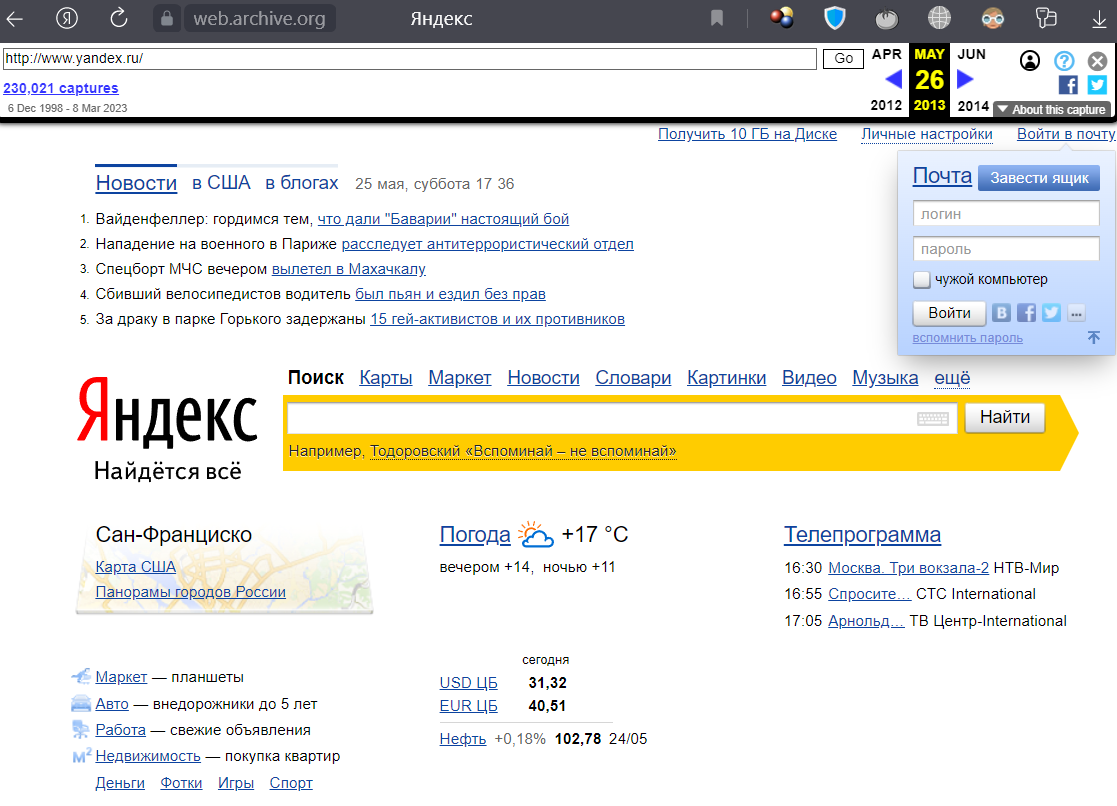 web.archive.org Яндекс
http://www.yandex.ru/ Go APR MAY JUN
26
230,021 captures
6 Dec 1998 - 8 Mar 2023 2012 2013 2014 About this capture
Получить 10 ГБ на Диске Личные настройки Войти в почту
Новости в США в блогах 25 мая, суббота 17 36
1. Вайденфеллер: гордимся тем, что дали "Баварии" настоящий бой
2. Нападение на военного в Париже расследует антитеррористический отдел
3. Спецборт МЧС вечером вылетел в Махачкалу
4. Сбивший велосипедистов водитель был пьян и ездил без прав
5. За драку в парке Горького задержаны 15 гей-активистов и их противников
Почта Завести ящик
логин
пароль
чужой компьютер
Войти B f ...
вспомнить пароль
Поиск Карты Маркет Новости Словари Картинки Видео Музыка ещё
Яндекс
Найдётся всё
Найти
Например, Тодоровский «Вспоминай – не вспоминай»
Сан-Франциско
Карта США
Панорамы городов России
Погода +17 °C
вечером +14, ночью +11
Телепрограмма
16:30 Москва. Три вокзала-2 НТВ-Мир
16:55 Спросите… СТС International
17:05 Арнольд… ТВ Центр-International
Маркет — планшеты
Авто — внедорожники до 5 лет
Работа — свежие объявления
м² Недвижимость — покупка квартир
Деньги Фотки Игры Спорт
сегодня
USD ЦБ 31,32
EUR ЦБ 40,51
Нефть +0,18% 102,78 24/05